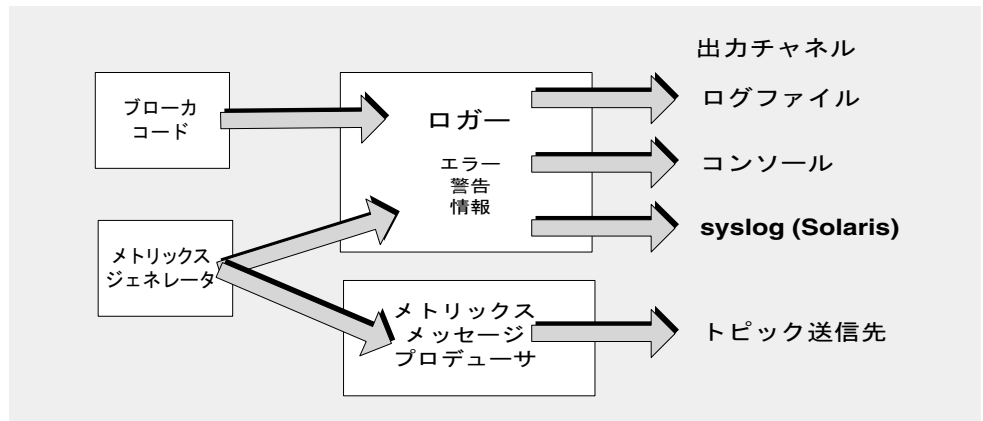 出力チャネル
ブローカ
コード
ロガー
エラー
警告
情報
ログファイル
コンソール
syslog (Solaris)
メトリックス
ジェネレータ
メトリックス
メッセージ
プロデューサ
トピック送信先